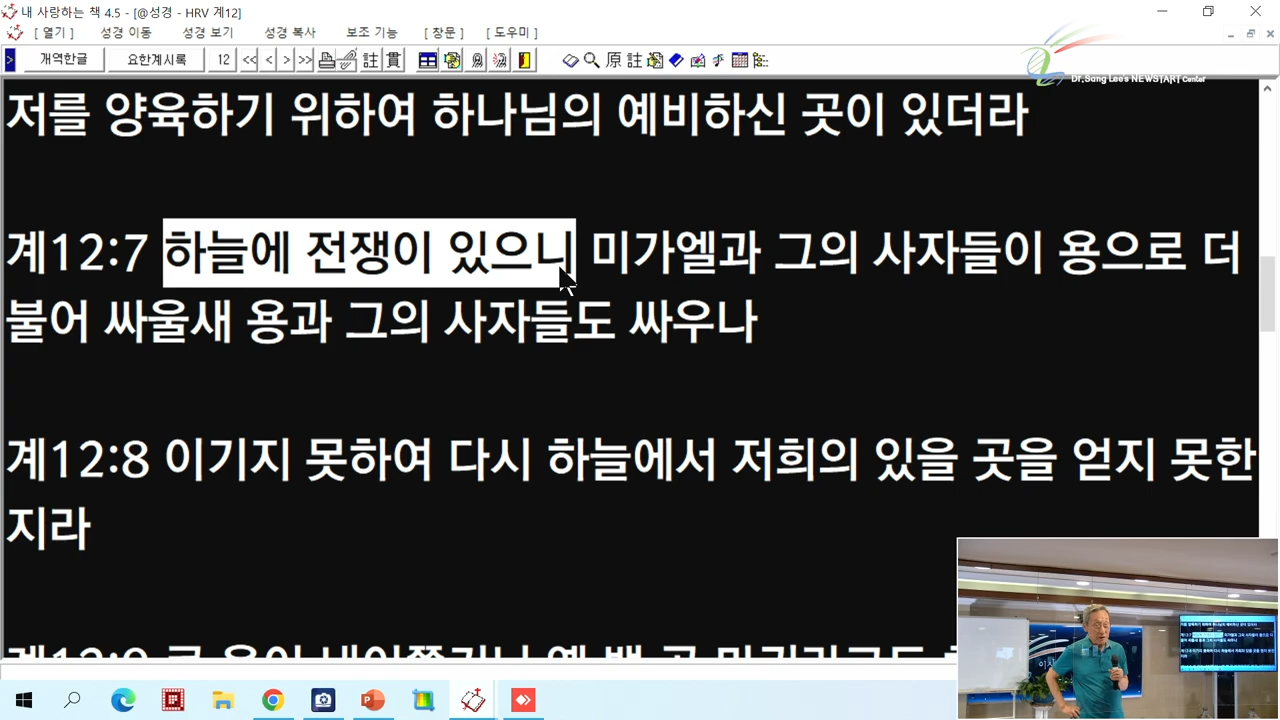 내 사랑하는 책 4.5 - [@성경 - HRV 계12]
[ 열기 ] 성경 이동 성경 보기 성경 복사 보조 기능 [ 창문 ] [ 도우미 ]
> 개역한글 요한계시록 12 << < > >> 註 貫 原 註
Dr.Sang Lee's NEWSTART Center
저를 양육하기 위하여 하나님의 예비하신 곳이 있더라
계12:7 하늘에 전쟁이 있으니 미가엘과 그의 사자들이 용으로 더
불어 싸울새 용과 그의 사자들도 싸우나
계12:8 이기지 못하여 다시 하늘에서 저희의 있을 곳을 얻지 못한
지라